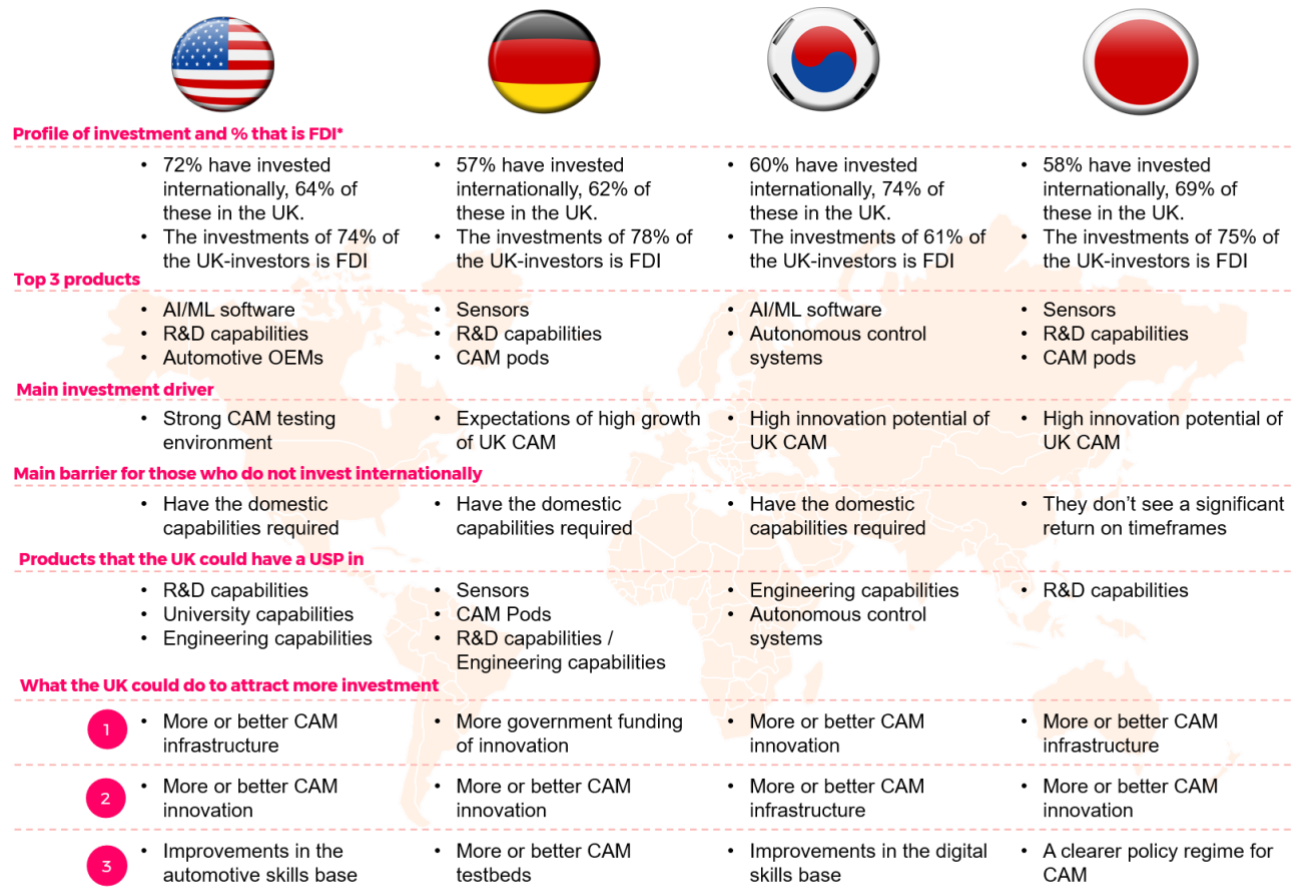 Profile of investment and % that is FDI*
• 72% have invested
internationally, 64% of
these in the UK.
• The investments of 74% of
the UK-investors is FDI
• 57% have invested
internationally, 62% of
these in the UK.
• The investments of 78% of
the UK-investors is FDI
• 60% have invested
internationally, 74% of
these in the UK.
• The investments of 61% of
the UK-investors is FDI
• 58% have invested
internationally, 69% of
these in the UK.
• The investments of 75% of
the UK-investors is FDI
Top 3 products
• AI/ML software
• R&D capabilities
• Automotive OEMs
• Sensors
• R&D capabilities
• CAM pods
• AI/ML software
• Autonomous control
systems
• Sensors
• R&D capabilities
• CAM pods
Main investment driver
• Strong CAM testing
environment
• Expectations of high growth
of UK CAM
• High innovation potential of
UK CAM
• High innovation potential of
UK CAM
Main barrier for those who do not invest internationally
• Have the domestic
capabilities required
• Have the domestic
capabilities required
• Have the domestic
capabilities required
• They don’t see a significant
return on timeframes
Products that the UK could have a USP in
• R&D capabilities
• University capabilities
• Engineering capabilities
• Sensors
• CAM Pods
• R&D capabilities /
Engineering capabilities
• Engineering capabilities
• Autonomous control
systems
• R&D capabilities
What the UK could do to attract more investment
1
• More or better CAM
infrastructure
• More government funding
of innovation
• More or better CAM
innovation
• More or better CAM
infrastructure
2
• More or better CAM
innovation
• More or better CAM
innovation
• More or better CAM
infrastructure
• More or better CAM
innovation
3
• Improvements in the
automotive skills base
• More or better CAM
testbeds
• Improvements in the digital
skills base
• A clearer policy regime for
CAM